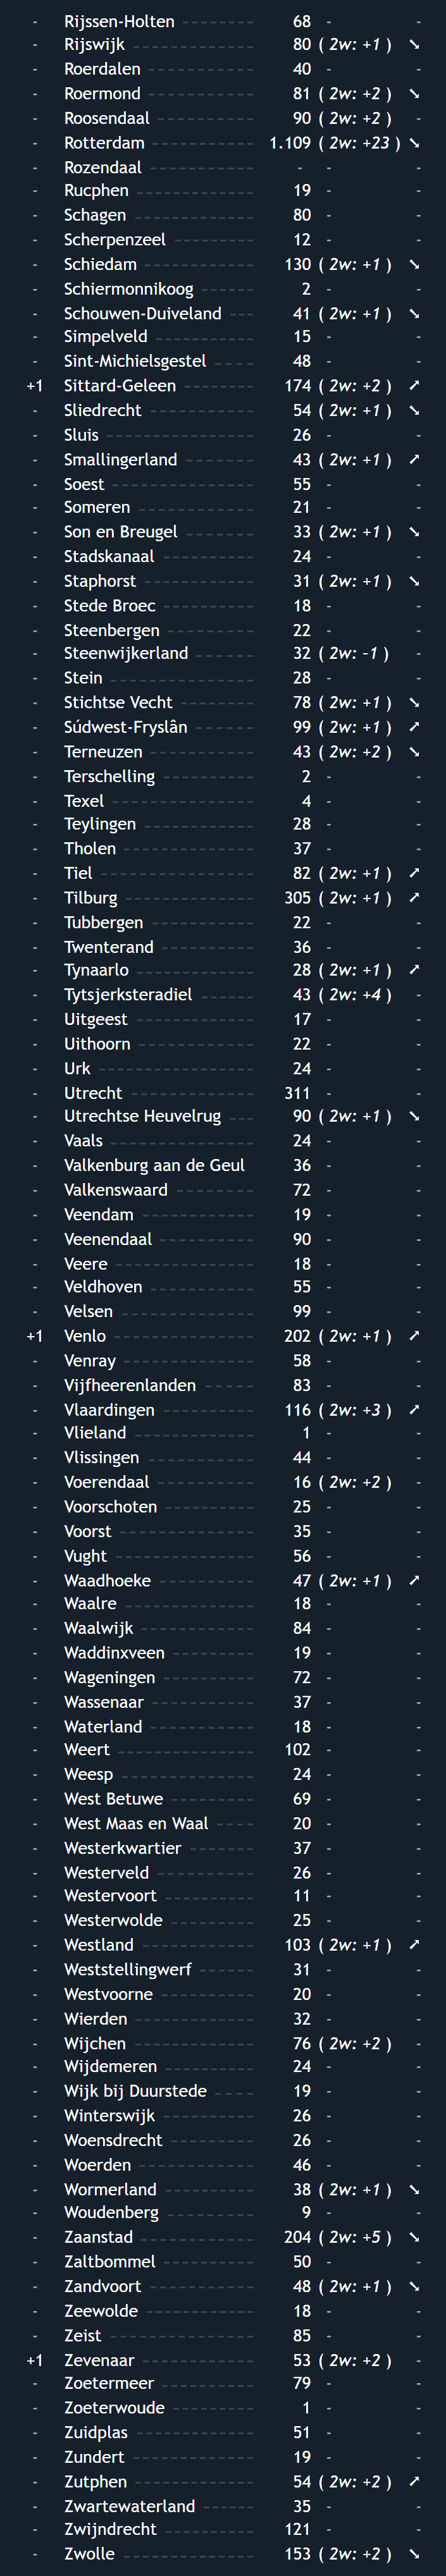 - Rijssen-Holten 68 - -
- Rijswijk 80 ( 2w: +1 ) ➘
- Roerdalen 40 - -
- Roermond 81 ( 2w: +2 ) ➘
- Roosendaal 90 ( 2w: +2 ) -
- Rotterdam 1.109 ( 2w: +23 ) ➘
- Rozendaal - - -
- Rucphen 19 - -
- Schagen 80 - -
- Scherpenzeel 12 - -
- Schiedam 130 ( 2w: +1 ) ➘
- Schiermonnikoog 2 - -
- Schouwen-Duiveland 41 ( 2w: +1 ) ➘
- Simpelveld 15 - -
- Sint-Michielsgestel 48 - -
+1 Sittard-Geleen 174 ( 2w: +2 ) ➚
- Sliedrecht 54 ( 2w: +1 ) ➘
- Sluis 26 - -
- Smallingerland 43 ( 2w: +1 ) ➚
- Soest 55 - -
- Someren 21 - -
- Son en Breugel 33 ( 2w: +1 ) ➘
- Stadskanaal 24 - -
- Staphorst 31 ( 2w: +1 ) ➘
- Stede Broec 18 - -
- Steenbergen 22 - -
- Steenwijkerland 32 ( 2w: -1 ) -
- Stein 28 - -
- Stichtse Vecht 78 ( 2w: +1 ) ➘
- Súdwest-Fryslân 99 ( 2w: +1 ) ➚
- Terneuzen 43 ( 2w: +2 ) ➘
- Terschelling 2 - -
- Texel 4 - -
- Teylingen 28 - -
- Tholen 37 - -
- Tiel 82 ( 2w: +1 ) ➚
- Tilburg 305 ( 2w: +1 ) ➚
- Tubbergen 22 - -
- Twenterand 36 - -
- Tynaarlo 28 ( 2w: +1 ) ➚
- Tytsjerksteradiel 43 ( 2w: +4 ) -
- Uitgeest 17 - -
- Uithoorn 22 - -
- Urk 24 - -
- Utrecht 311 - -
- Utrechtse Heuvelrug 90 ( 2w: +1 ) ➘
- Vaals 24 - -
- Valkenburg aan de Geul 36 - -
- Valkenswaard 72 - -
- Veendam 19 - -
- Veenendaal 90 - -
- Veere 18 - -
- Veldhoven 55 - -
- Velsen 99 - -
+1 Venlo 202 ( 2w: +1 ) ➚
- Venray 58 - -
- Vijfheerenlanden 83 - -
- Vlaardingen 116 ( 2w: +3 ) ➚
- Vlieland 1 - -
- Vlissingen 44 - -
- Voerendaal 16 ( 2w: +2 ) -
- Voorschoten 25 - -
- Voorst 35 - -
- Vught 56 - -
- Waadhoeke 47 ( 2w: +1 ) ➚
- Waalre 18 - -
- Waalwijk 84 - -
- Waddinxveen 19 - -
- Wageningen 72 - -
- Wassenaar 37 - -
- Waterland 18 - -
- Weert 102 - -
- Weesp 24 - -
- West Betuwe 69 - -
- West Maas en Waal 20 - -
- Westerkwartier 37 - -
- Westerveld 26 - -
- Westervoort 11 - -
- Westerwolde 25 - -
- Westland 103 ( 2w: +1 ) ➚
- Weststellingwerf 31 - -
- Westvoorne 20 - -
- Wierden 32 - -
- Wijchen 76 ( 2w: +2 ) -
- Wijdemeren 24 - -
- Wijk bij Duurstede 19 - -
- Winterswijk 26 - -
- Woensdrecht 26 - -
- Woerden 46 - -
- Wormerland 38 ( 2w: +1 ) ➘
- Woudenberg 9 - -
- Zaanstad 204 ( 2w: +5 ) ➘
- Zaltbommel 50 - -
- Zandvoort 48 ( 2w: +1 ) ➘
- Zeewolde 18 - -
- Zeist 85 - -
+1 Zevenaar 53 ( 2w: +2 ) -
- Zoetermeer 79 - -
- Zoeterwoude 1 - -
- Zuidplas 51 - -
- Zundert 19 - -
- Zutphen 54 ( 2w: +2 ) ➚
- Zwartewaterland 35 - -
- Zwijndrecht 121 - -
- Zwolle 153 ( 2w: +2 ) ➘